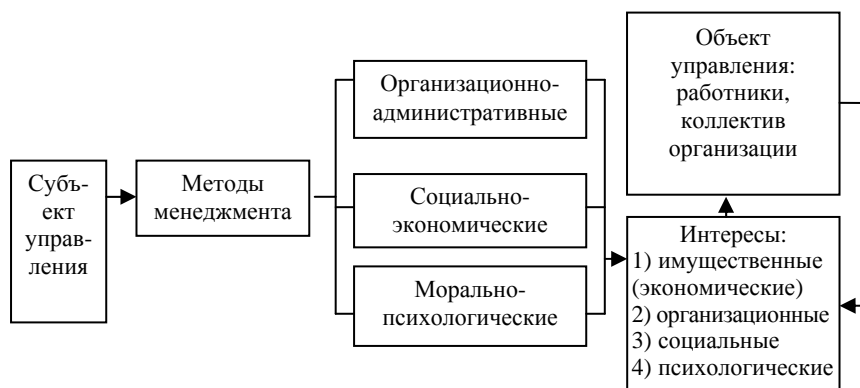 Субъ-
ект
управ-
ления
Методы
менеджмента
Организационно-
административные
Социально-
экономические
Морально-
психологические
Объект
управления:
работники,
коллектив
организации
Интересы:
1) имущественные
(экономические)
2) организационные
3) социальные
4) психологические